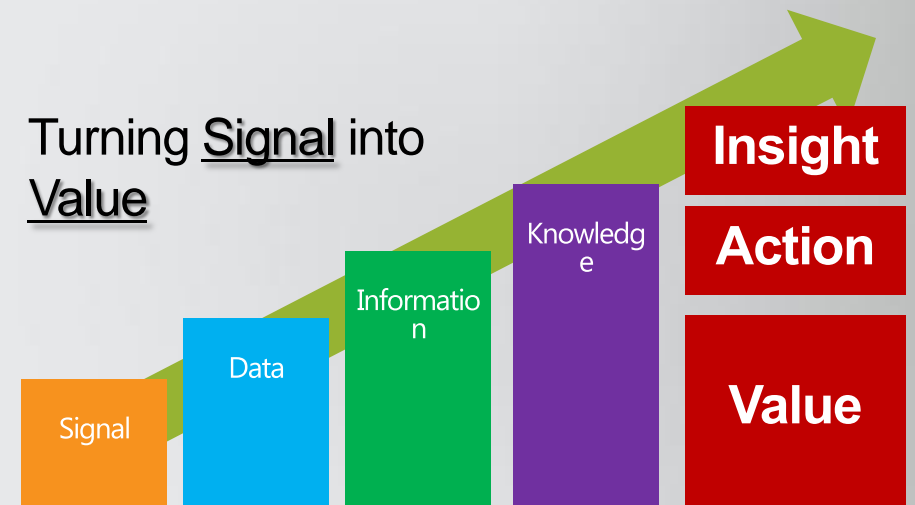 Turning Signal into
Value
Signal
Data
Informatio
n
Knowledg
e
Insight
Action
Value